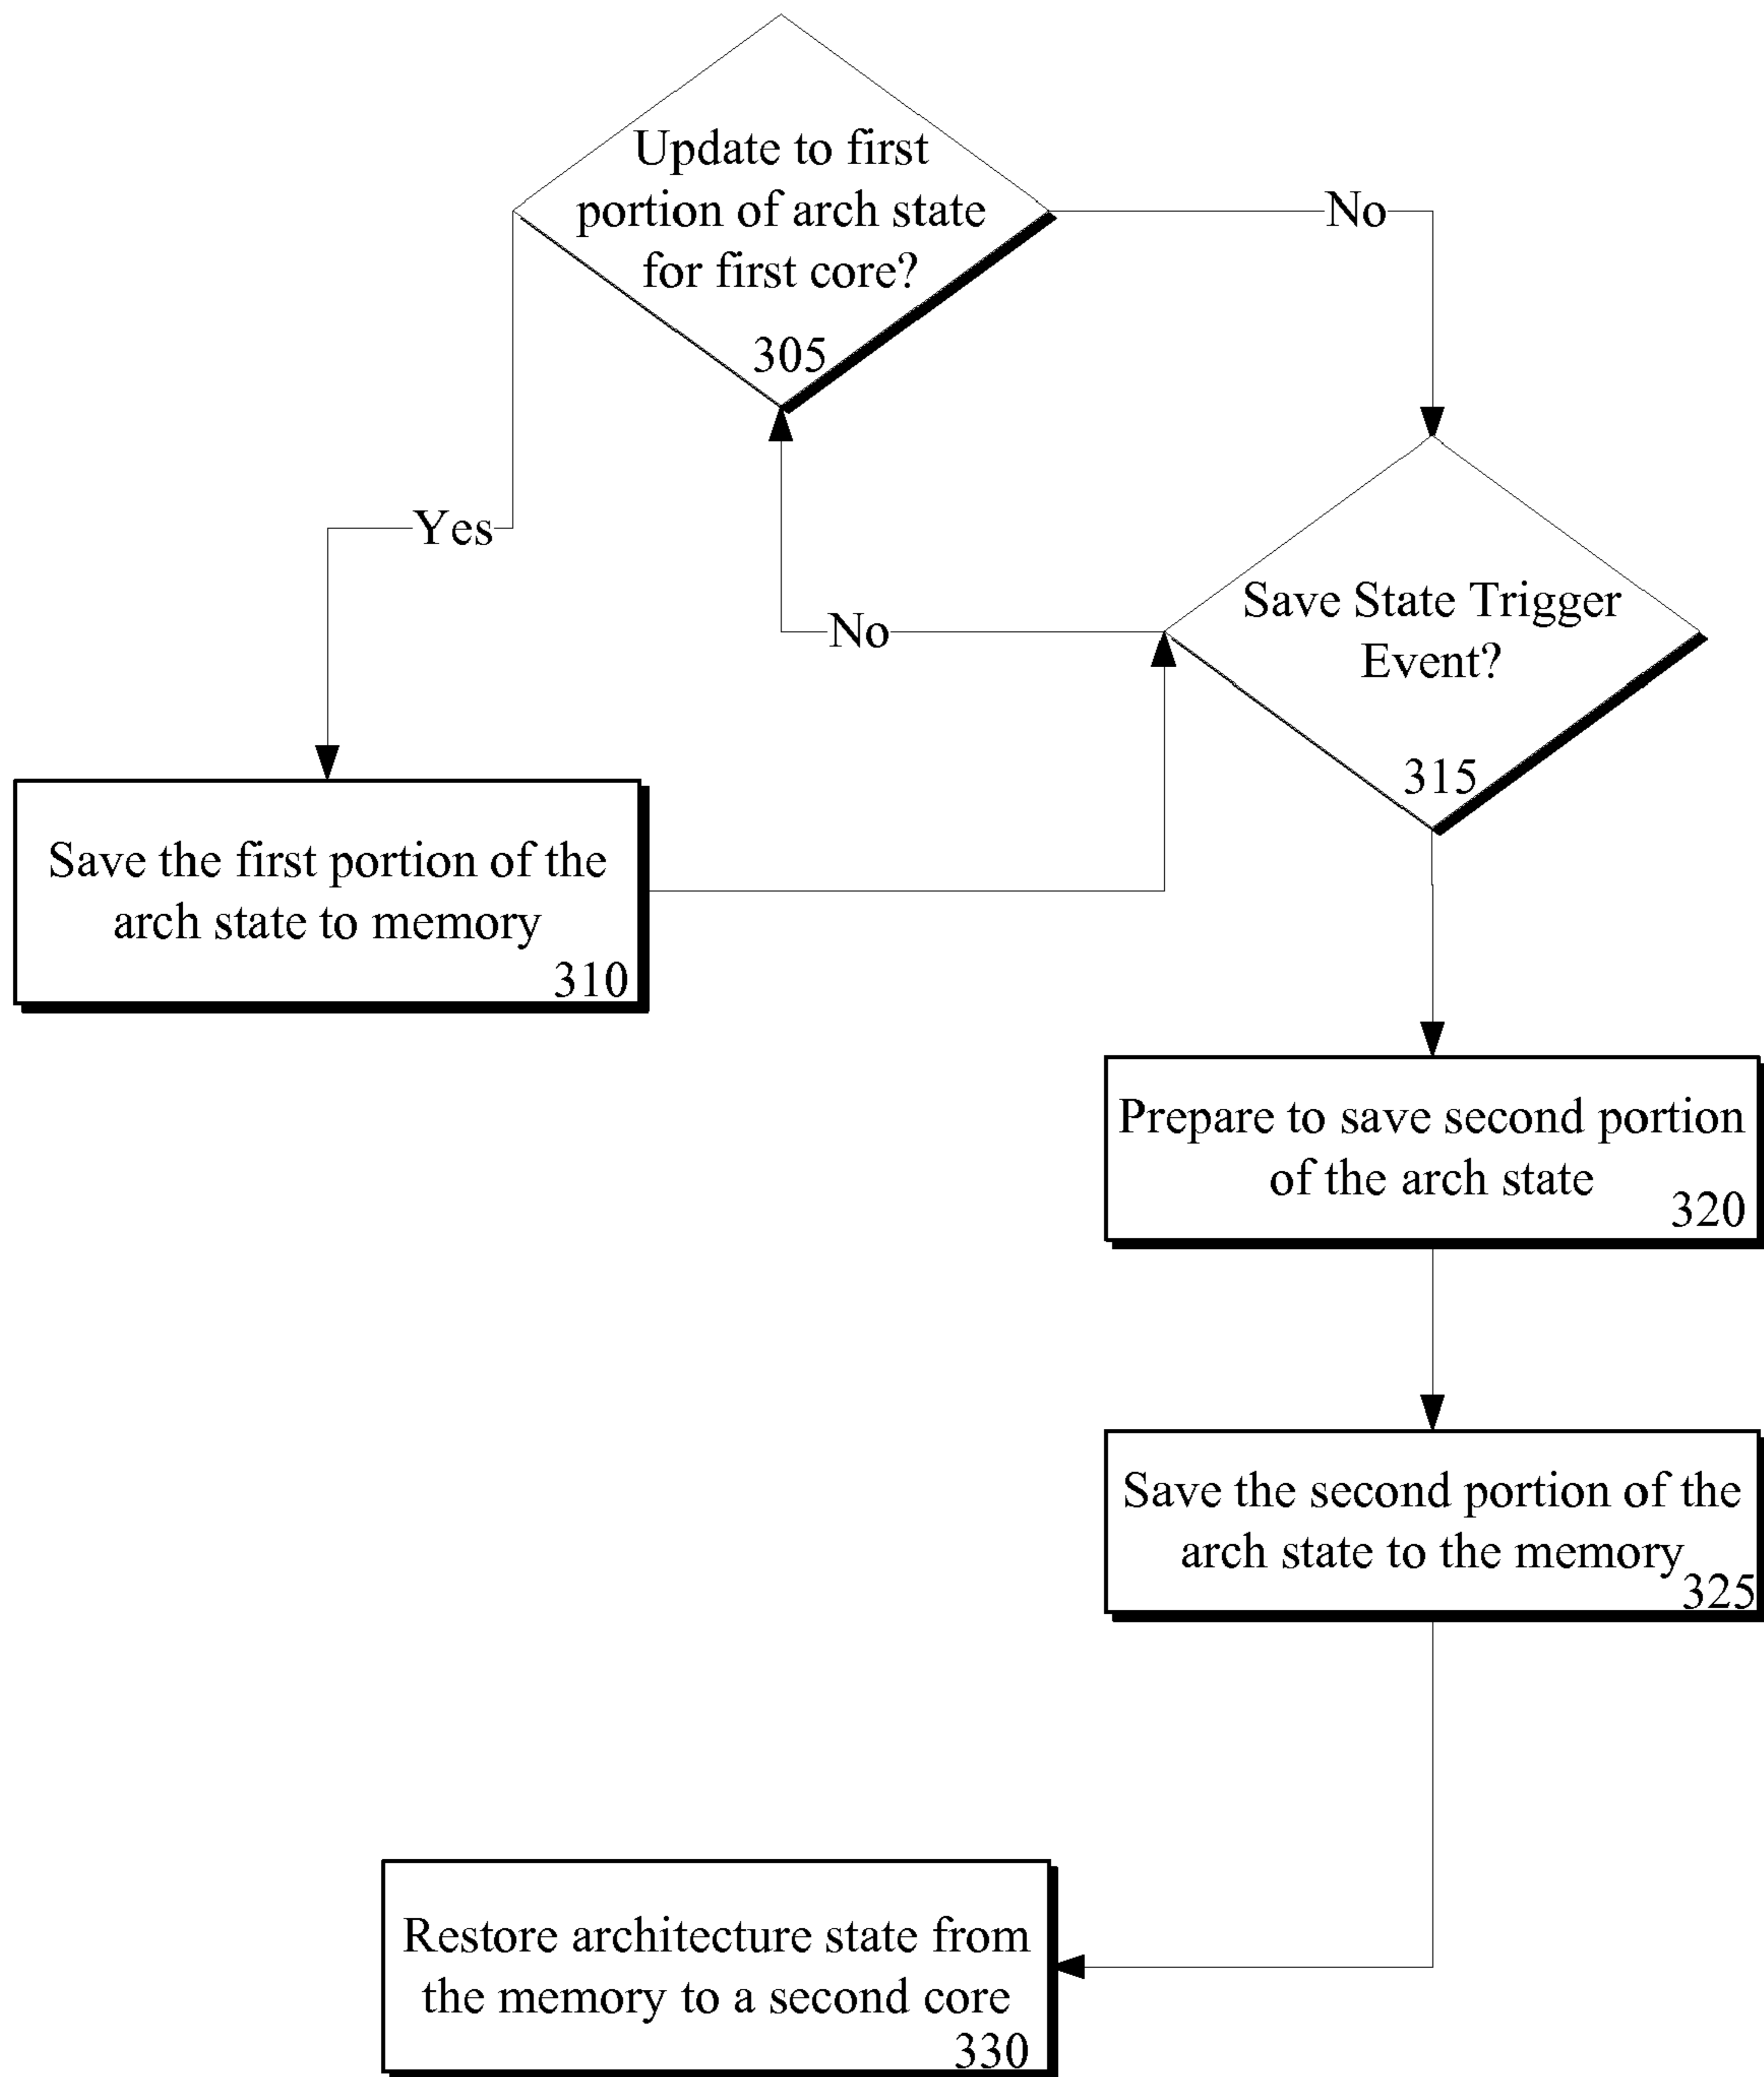 Update to first
portion of arch state
for first core?
305
No
Yes
No
Save State Trigger
Event?
315
Save the first portion of the
arch state to memory
310
Prepare to save second portion
of the arch state
320
Save the second portion of the
arch state to the memory
325
Restore architecture state from
the memory to a second core
330